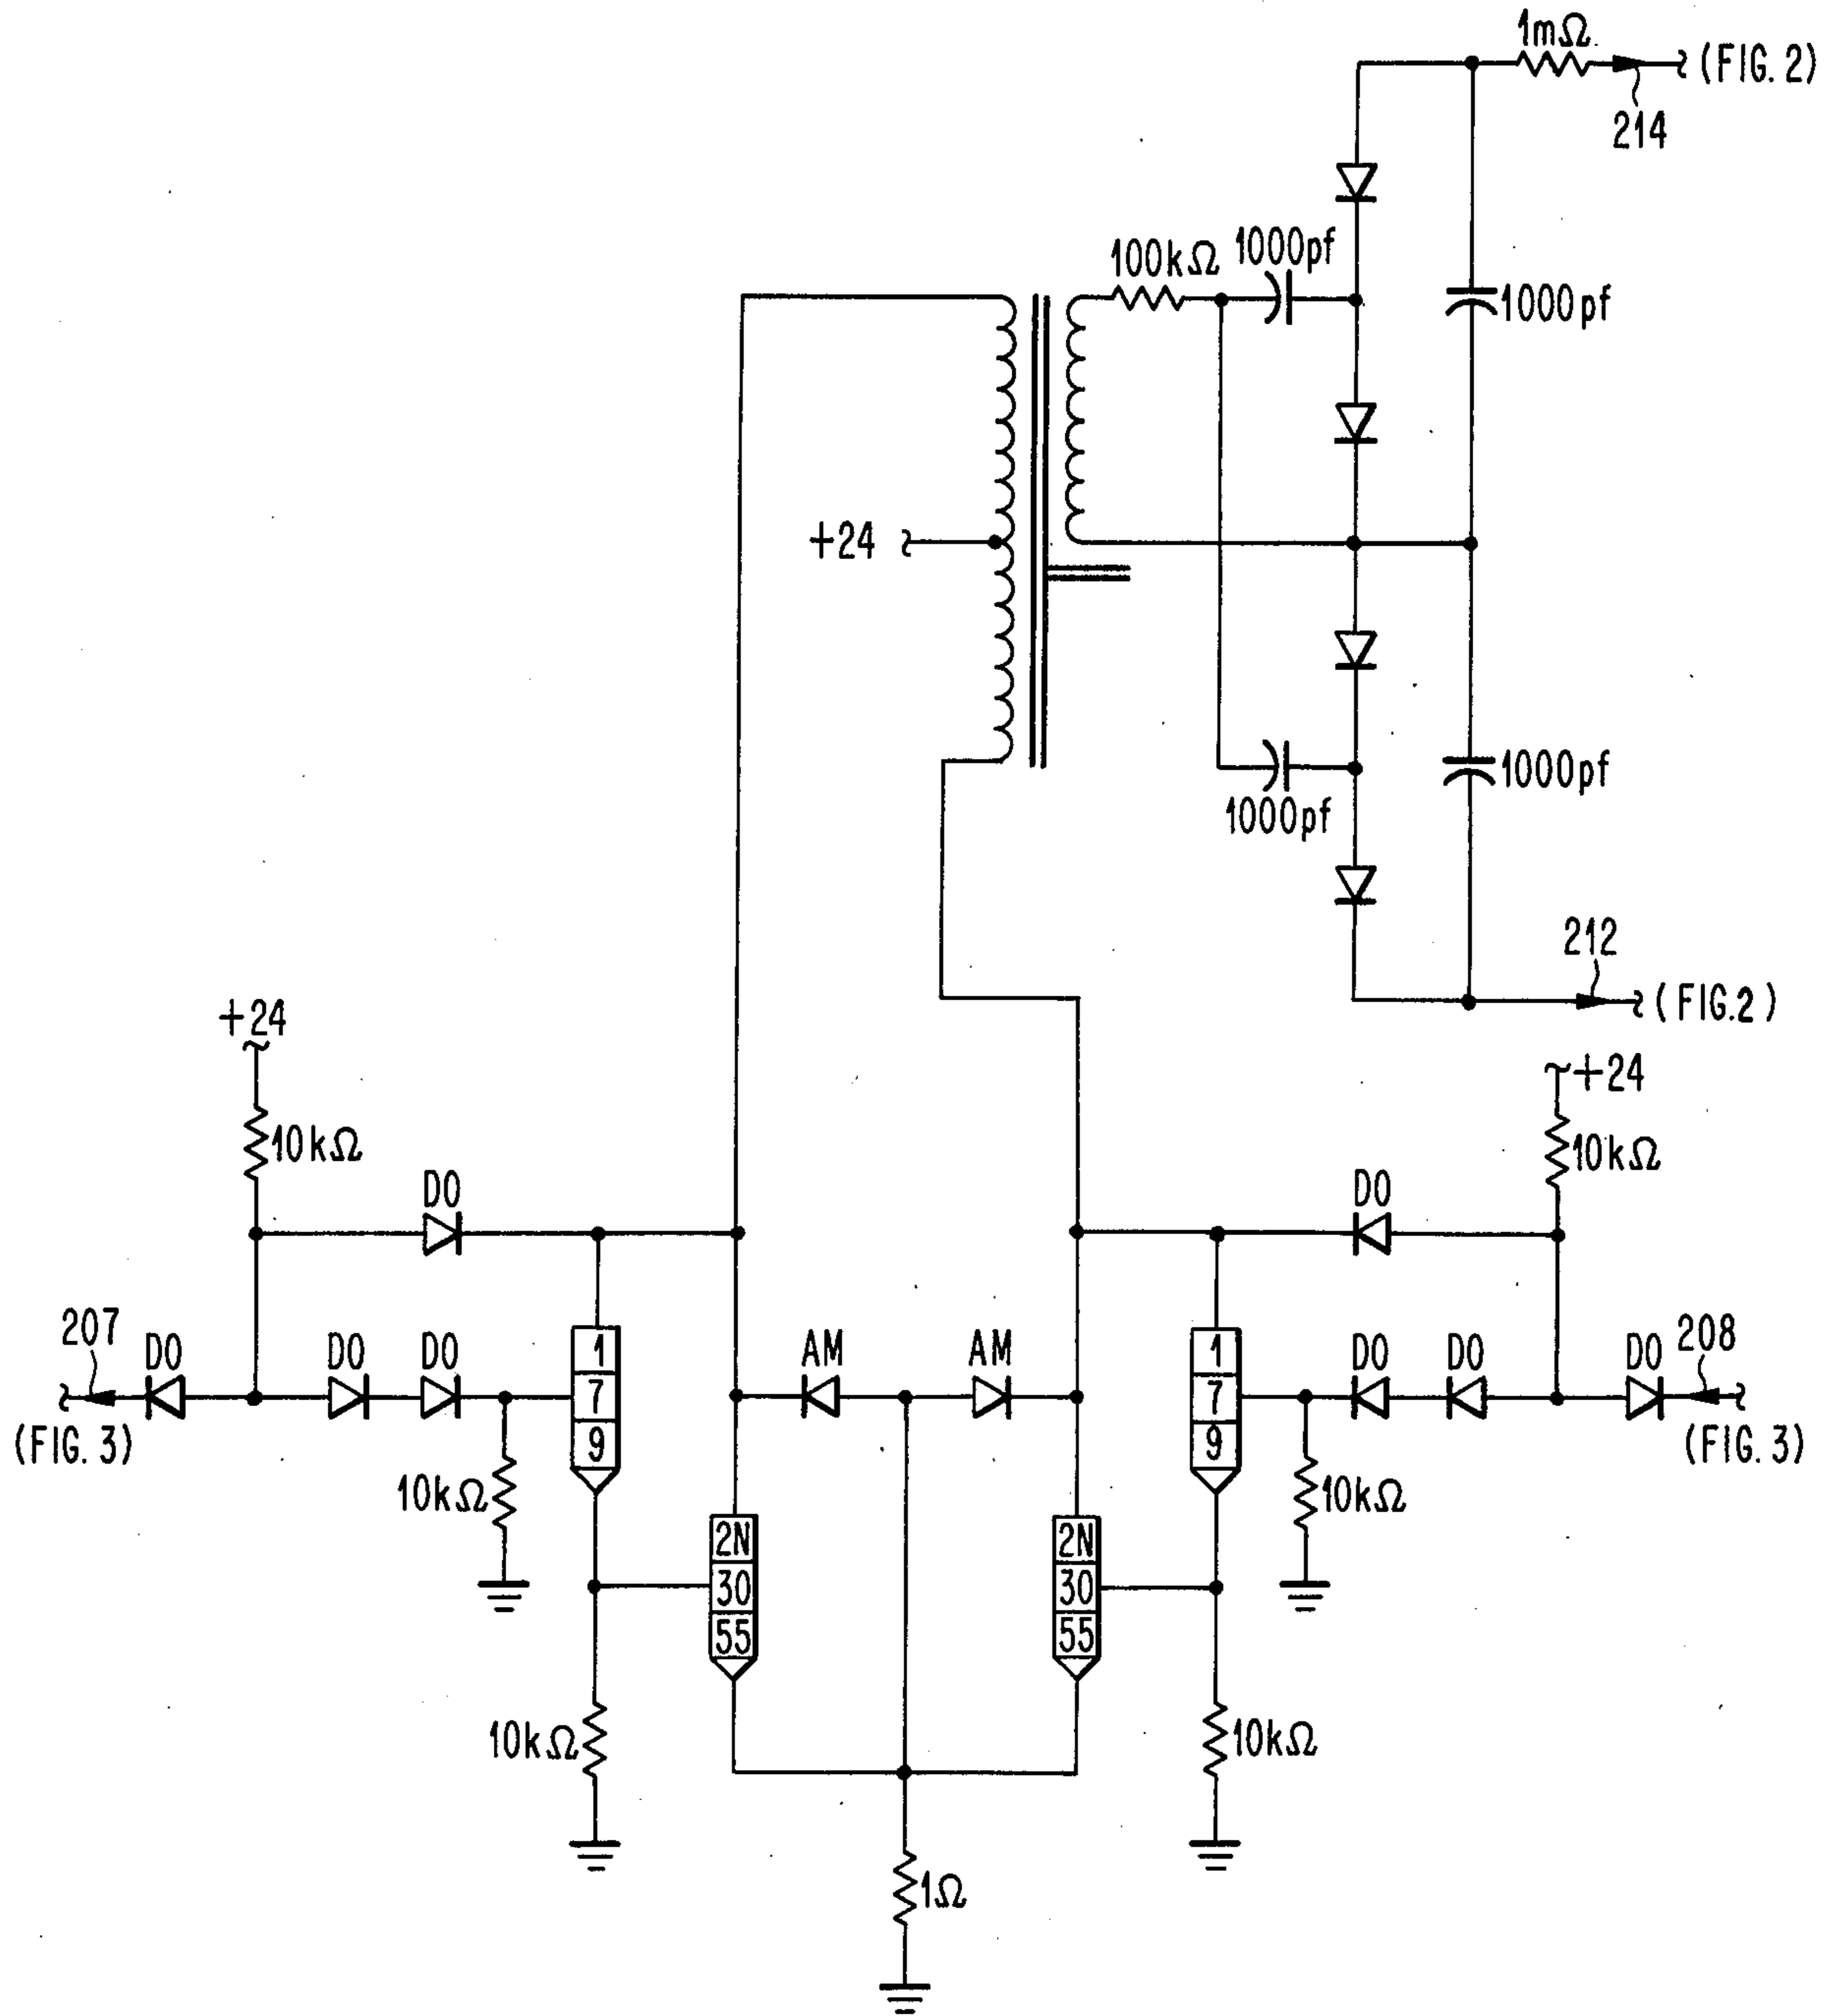 1mΩ
(FIG. 2)
214
100kΩ
1000pf
1000pf
+24
1000pf
1000pf
212
(FIG.2)
+24
+24
10kΩ
10kΩ
DO
DO
207
DO
DO
DO
1
7
9
AM
AM
1
7
9
DO
DO
DO
208
(FIG. 3)
(FIG. 3)
10kΩ
10kΩ
2N
30
55
2N
30
55
10kΩ
10kΩ
1Ω